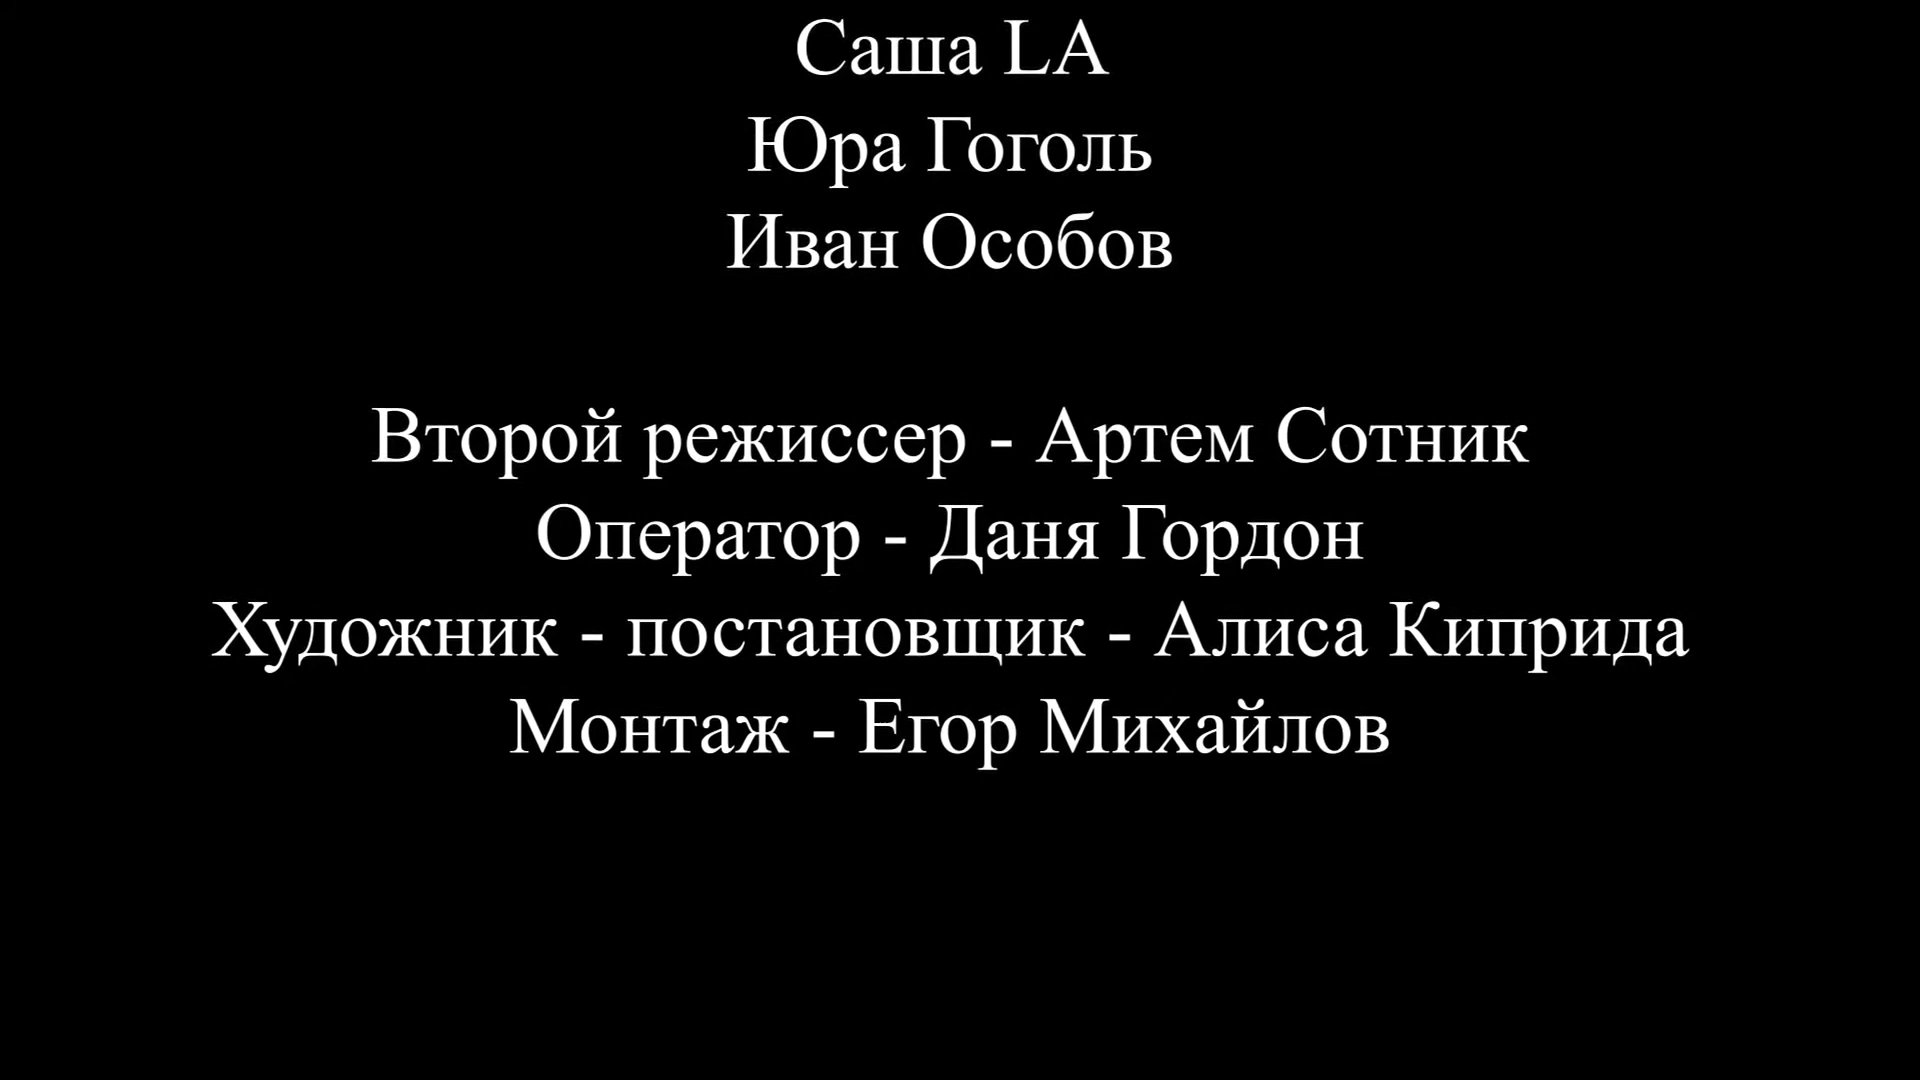 Саша LA
Юра Гоголь
Иван Особов
Второй режиссер - Артем Сотник
Оператор - Даня Гордон
Художник - постановщик - Алиса Киприда
Монтаж - Егор Михайлов